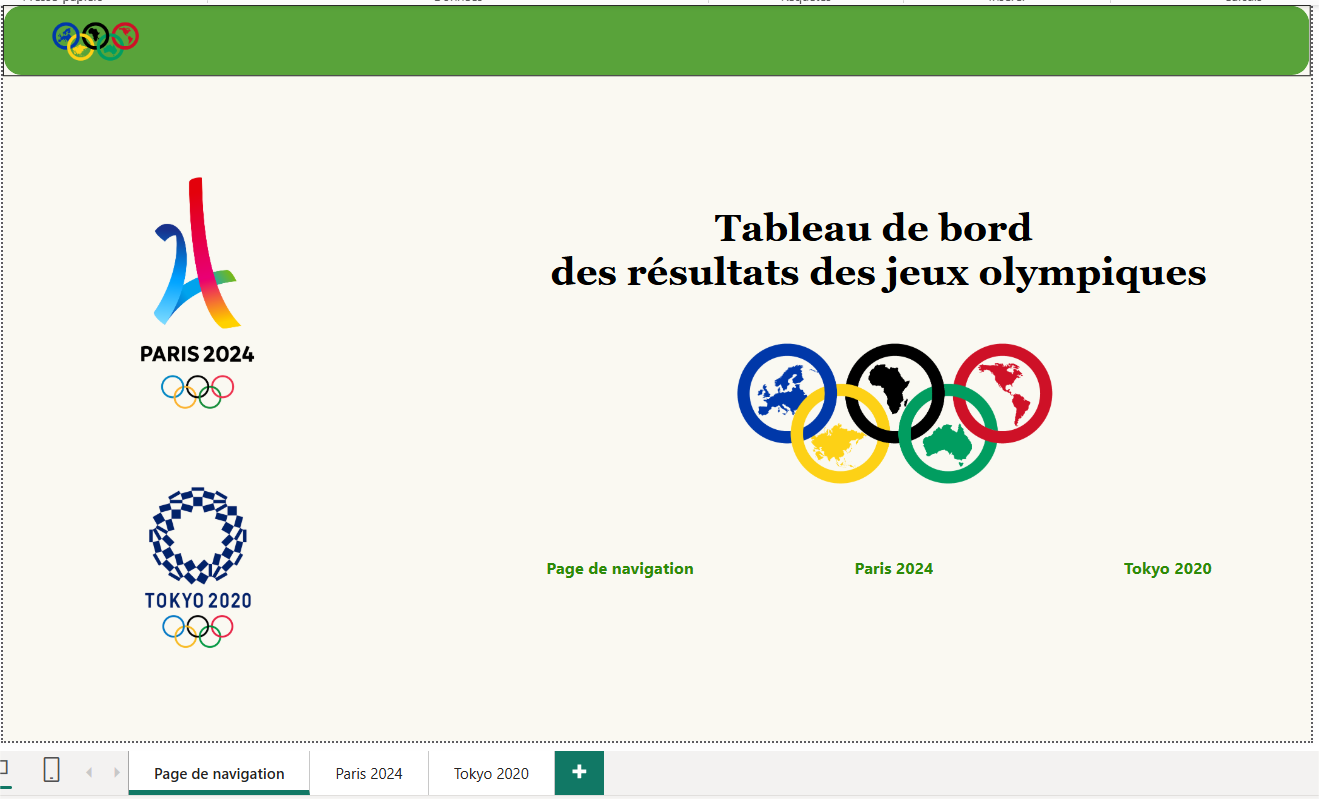 Tableau de bord
des résultats des jeux olympiques
PARIS 2024
TOKYO 2020
Page de navigation
Paris 2024
Tokyo 2020
Page de navigation
Paris 2024
Tokyo 2020
+